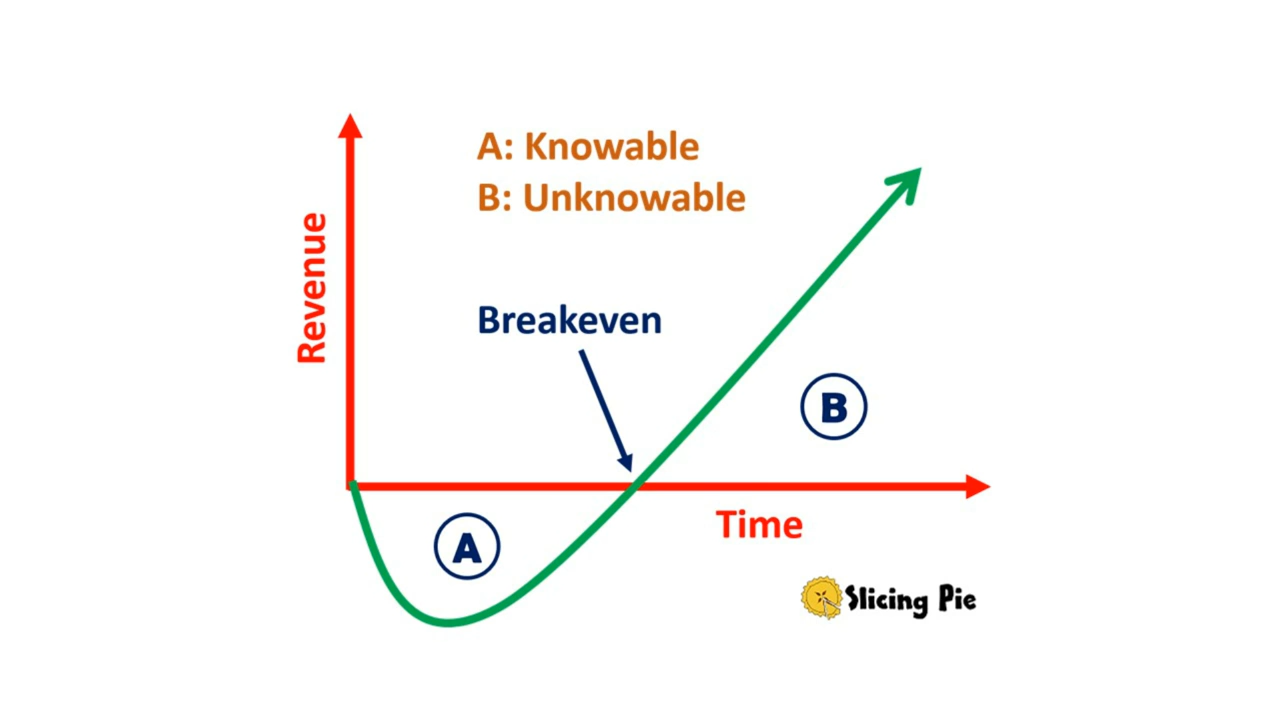 A: Knowable
B: Unknowable
Revenue
Breakeven
B
Time
A
Slicing Pie